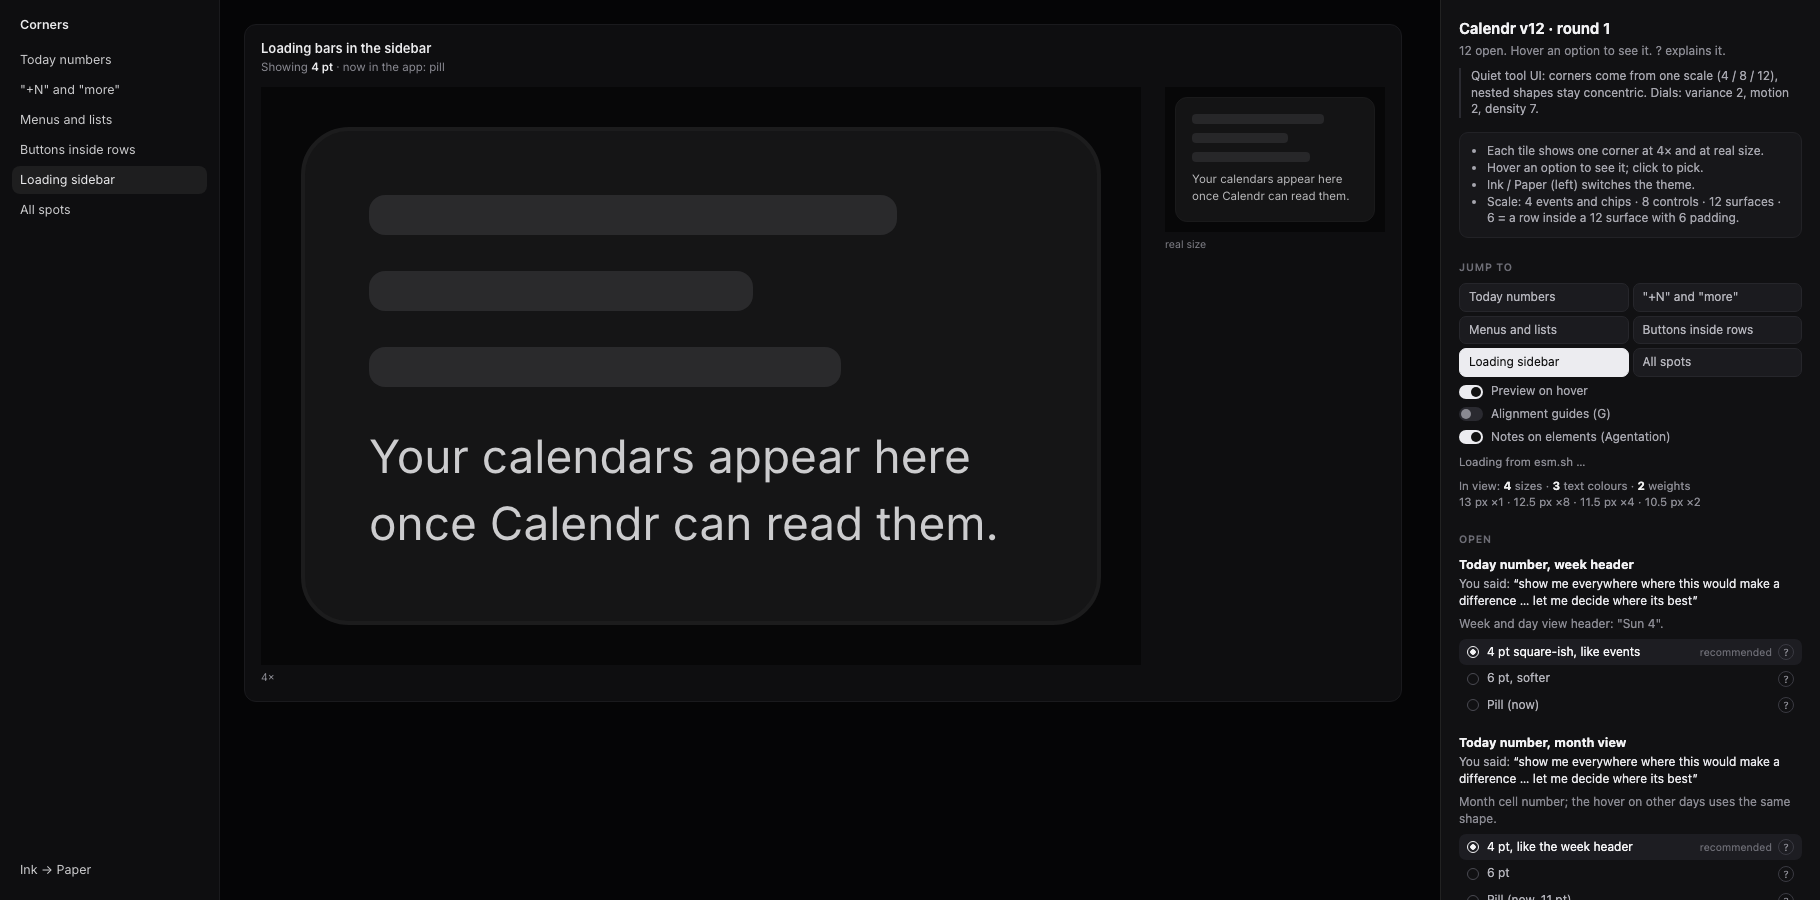 Corners
Today numbers
"+N" and "more"
Menus and lists
Buttons inside rows
Loading sidebar
All spots
Ink → Paper
Loading bars in the sidebar
Showing 4 pt · now in the app: pill
Your calendars appear here
once Calendr can read them.
4×
Your calendars appear here
once Calendr can read them.
real size
Calendr v12 · round 1
12 open. Hover an option to see it. ? explains it.
Quiet tool UI: corners come from one scale (4 / 8 / 12),
nested shapes stay concentric. Dials: variance 2, motion
2, density 7.
• Each tile shows one corner at 4× and at real size.
• Hover an option to see it; click to pick.
• Ink / Paper (left) switches the theme.
• Scale: 4 events and chips · 8 controls · 12 surfaces ·
6 = a row inside a 12 surface with 6 padding.
JUMP TO
Today numbers
"+N" and "more"
Menus and lists
Buttons inside rows
Loading sidebar
All spots
Preview on hover
Alignment guides (G)
Notes on elements (Agentation)
Loading from esm.sh …
In view: 4 sizes · 3 text colours · 2 weights
13 px ×1 · 12.5 px ×8 · 11.5 px ×4 · 10.5 px ×2
OPEN
Today number, week header
You said: “show me everywhere where this would make a
difference … let me decide where its best”
Week and day view header: "Sun 4".
4 pt square-ish, like events recommended ?
6 pt, softer ?
Pill (now) ?
Today number, month view
You said: “show me everywhere where this would make a
difference … let me decide where its best”
Month cell number; the hover on other days uses the same
shape.
4 pt, like the week header recommended ?
6 pt ?
Pill (now, 11 pt) ?